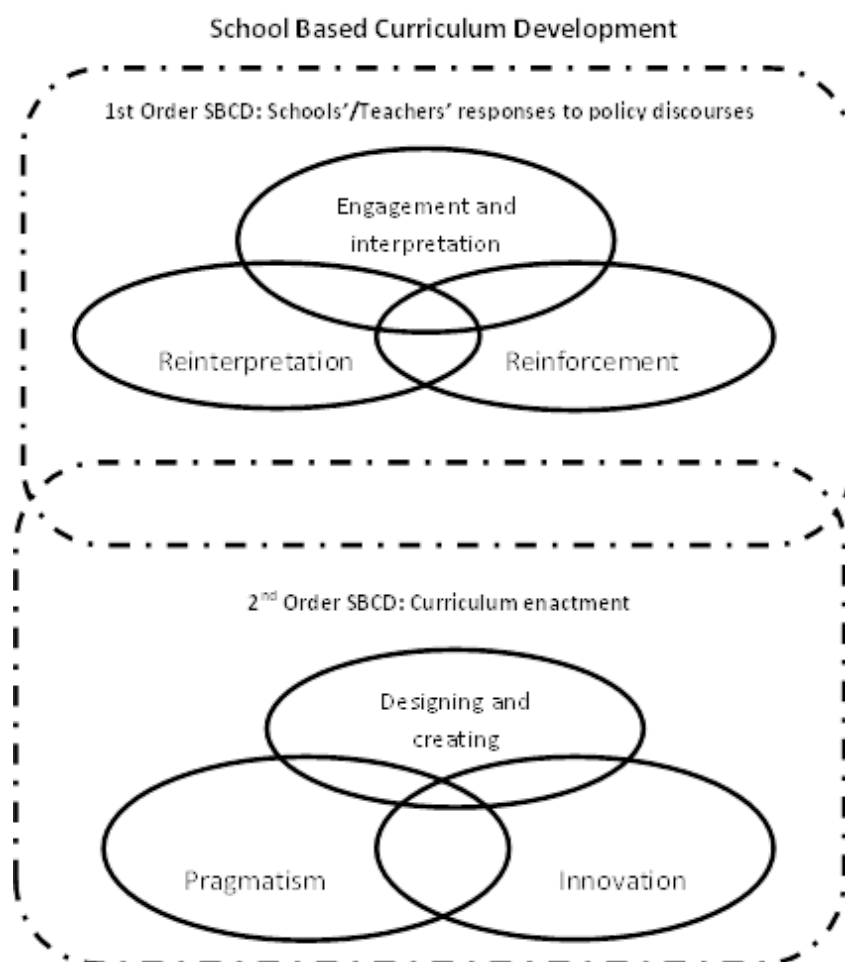 School Based Curriculum Development
1st Order SBCD: Schools’/Teachers’ responses to policy discourses
Engagement and
interpretation
Reinterpretation
Reinforcement
2nd Order SBCD: Curriculum enactment
Designing and
creating
Pragmatism
Innovation